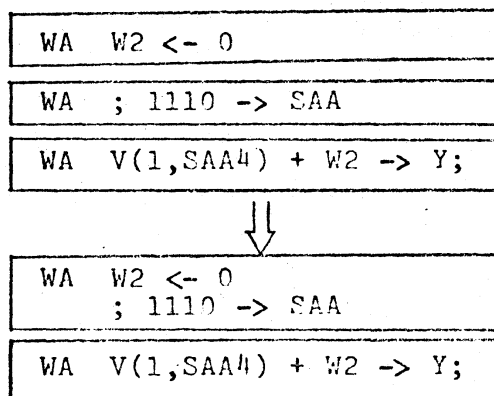 WA W2 <- 0
WA ; 1110 -> SAA
WA V(1,SAA4) + W2 -> Y;
⇓
WA W2 <- 0
; 1110 -> SAA
WA V(1,SAA4) + W2 -> Y;